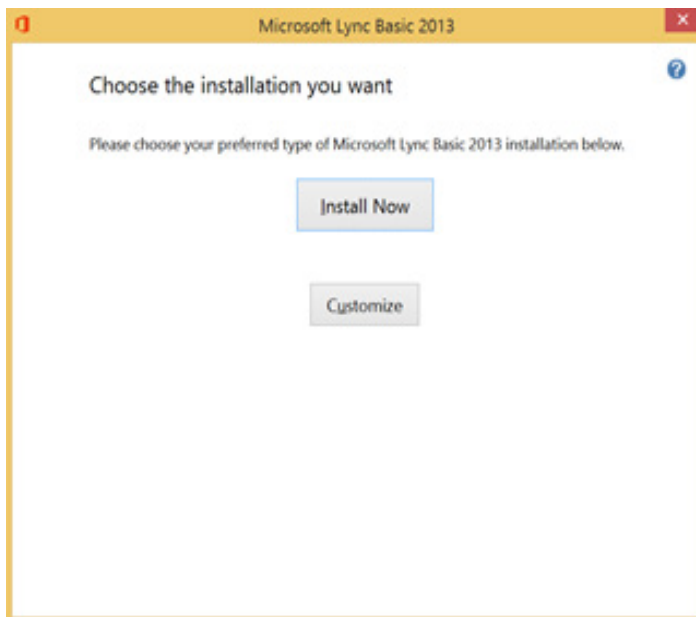 Microsoft Lync Basic 2013
Choose the installation you want
Please choose your preferred type of Microsoft Lync Basic 2013 installation below.
Install Now
Customize